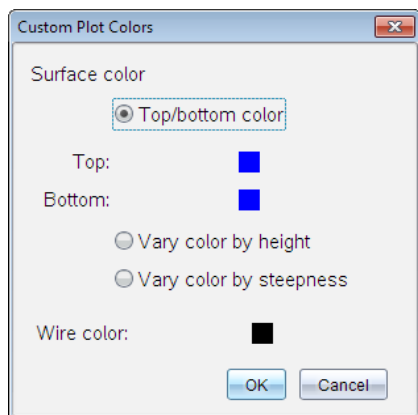 Custom Plot Colors
Surface color
Top/bottom color
Top:
Bottom:
Vary color by height
Vary color by steepness
Wire color:
OK Cancel